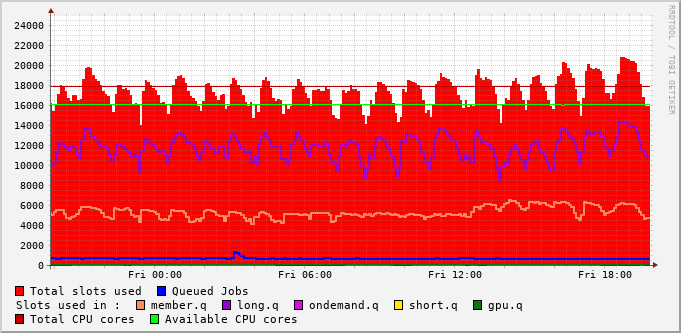 24000
22000
20000
18000
16000
14000
12000
10000
8000
6000
4000
2000
0
Fri 00:00 Fri 06:00 Fri 12:00 Fri 18:00
RRDTOOL / TOBI OETIKER
Total slots used Queued Jobs
Slots used in : member.q long.q ondemand.q short.q gpu.q
Total CPU cores Available CPU cores